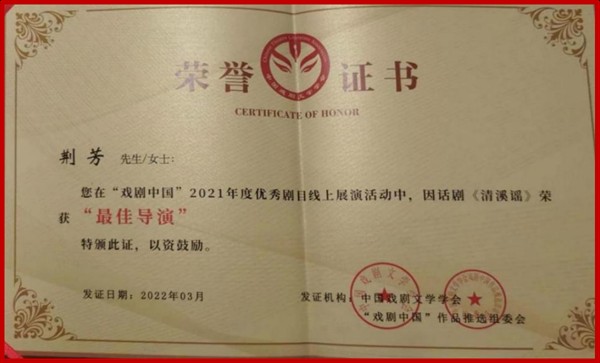 荣誉证书
CERTIFICATE OF HONOR
荆芳 先生/女士:
您在“戏剧中国”2021年度优秀剧目线上展演活动中，因话剧《清溪谣》荣
获“最佳导演”
特颁此证，以资鼓励。
发证日期：2022年03月
发证机构：中国戏剧文学学会
“戏剧中国”作品推选组委会